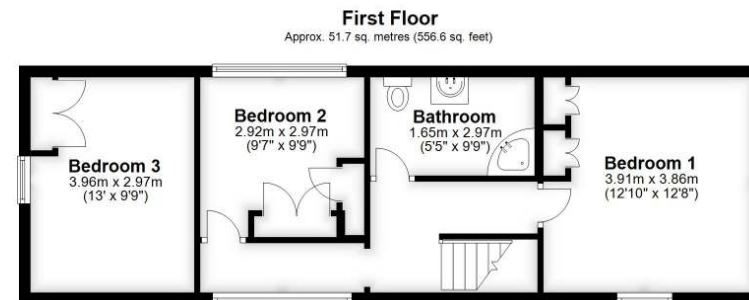 First Floor
Approx. 51.7 sq. metres (556.6 sq. feet)
Bedroom 2
2.92m x 2.97m
(9'7" x 9'9")
Bathroom
1.65m x 2.97m
(5'5" x 9'9")
Bedroom 3
3.96m x 2.97m
(13' x 9'9")
Bedroom 1
3.91m x 3.86m
(12'10" x 12'8")